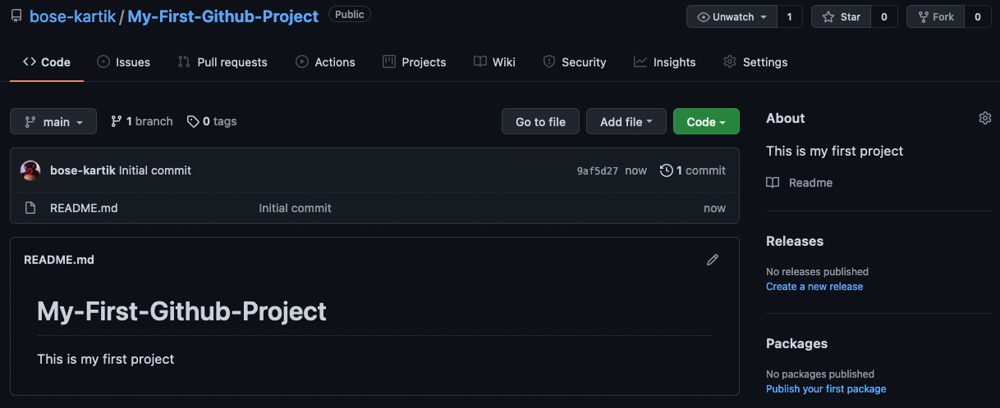 bose-kartik / My-First-Github-Project Public Unwatch 1 Star 0 Fork 0
Code Issues Pull requests Actions Projects Wiki Security Insights Settings
main 1 branch 0 tags Go to file Add file Code
bose-kartik Initial commit 9af5d27 now 1 commit
README.md Initial commit now
README.md
My-First-Github-Project
This is my first project
About
This is my first project
Readme
Releases
No releases published
Create a new release
Packages
No packages published
Publish your first package